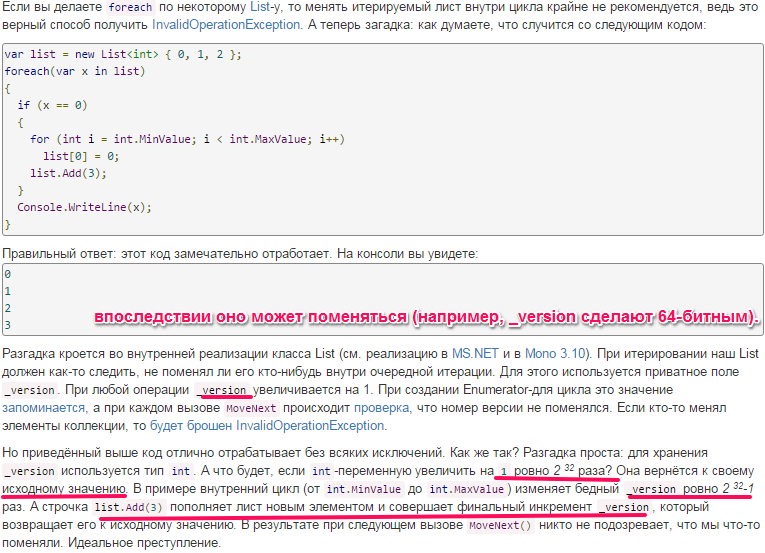 Если вы делаете foreach по некоторому List-у, то менять итерируемый лист внутри цикла крайне не рекомендуется, ведь это
верный способ получить InvalidOperationException. А теперь загадка: как думаете, что случится со следующим кодом:
var list = new List<int> { 0, 1, 2 };
foreach(var x in list)
{
  if (x == 0)
  {
    for (int i = int.MinValue; i < int.MaxValue; i++)
      list[0] = 0;
    list.Add(3);
  }
  Console.WriteLine(x);
}
Правильный ответ: этот код замечательно отработает. На консоли вы увидете:
0
1
2
3
впоследствии оно может поменяться (например, _version сделают 64-битным).
Разгадка кроется во внутренней реализации класса List (см. реализацию в MS.NET и в Mono 3.10). При итерировании наш List
должен как-то следить, не поменял ли его кто-нибудь внутри очередной итерации. Для этого используется приватное поле
_version. При любой операции _version увеличивается на 1. При создании Enumerator-для цикла это значение
запоминается, а при каждом вызове MoveNext происходит проверка, что номер версии не поменялся. Если кто-то менял
элементы коллекции, то будет брошен InvalidOperationException.
Но приведённый выше код отлично отрабатывает без всяких исключений. Как же так? Разгадка проста: для хранения
_version используется тип int. А что будет, если int-переменную увеличить на 1 ровно 2 32 раза? Она вернётся к своему
исходному значению. В примере внутренний цикл (от int.MinValue до int.MaxValue) изменяет бедный _version ровно 2 32-1
раз. А строчка list.Add(3) пополняет лист новым элементом и совершает финальный инкремент _version, который
возвращает его к исходному значению. В результате при следующем вызове MoveNext() никто не подозревает, что мы что-то
поменяли. Идеальное преступление.